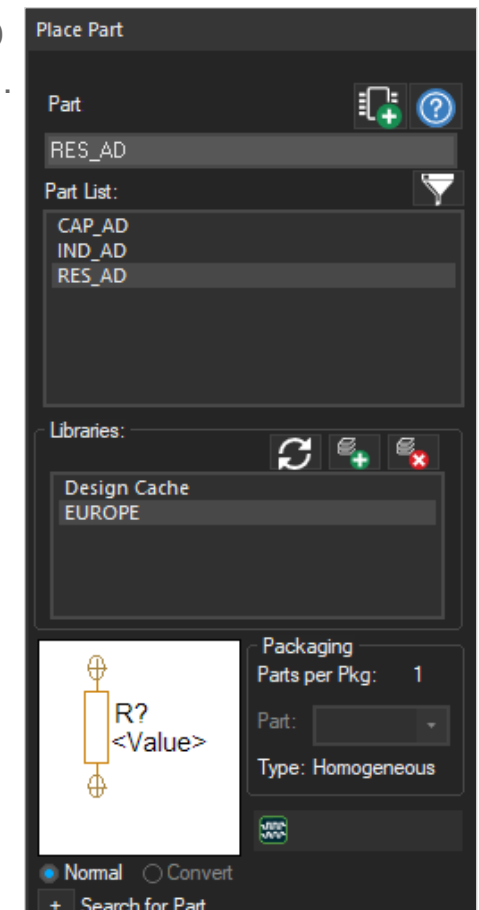 )
Place Part
.
Part
RES_AD
Part List:
CAP_AD
IND_AD
RES_AD
Libraries:
Design Cache
EUROPE
R?
<Value>
Packaging
Parts per Pkg: 1
Part:
Type: Homogeneous
Normal Convert
+ Search for Part